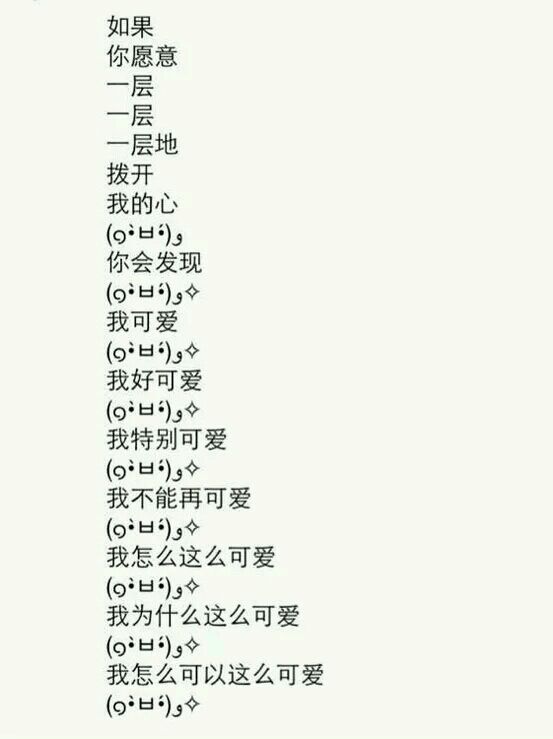 如果
你愿意
一层
一层
一层地
拨开
我的心
(๑•̀ㅂ•́)و
你会发现
(๑•̀ㅂ•́)و✧
我可爱
(๑•̀ㅂ•́)و✧
我好可爱
(๑•̀ㅂ•́)و✧
我特别可爱
(๑•̀ㅂ•́)و✧
我不能再可爱
(๑•̀ㅂ•́)و✧
我怎么这么可爱
(๑•̀ㅂ•́)و✧
我为什么这么可爱
(๑•̀ㅂ•́)و✧
我怎么可以这么可爱
(๑•̀ㅂ•́)و✧